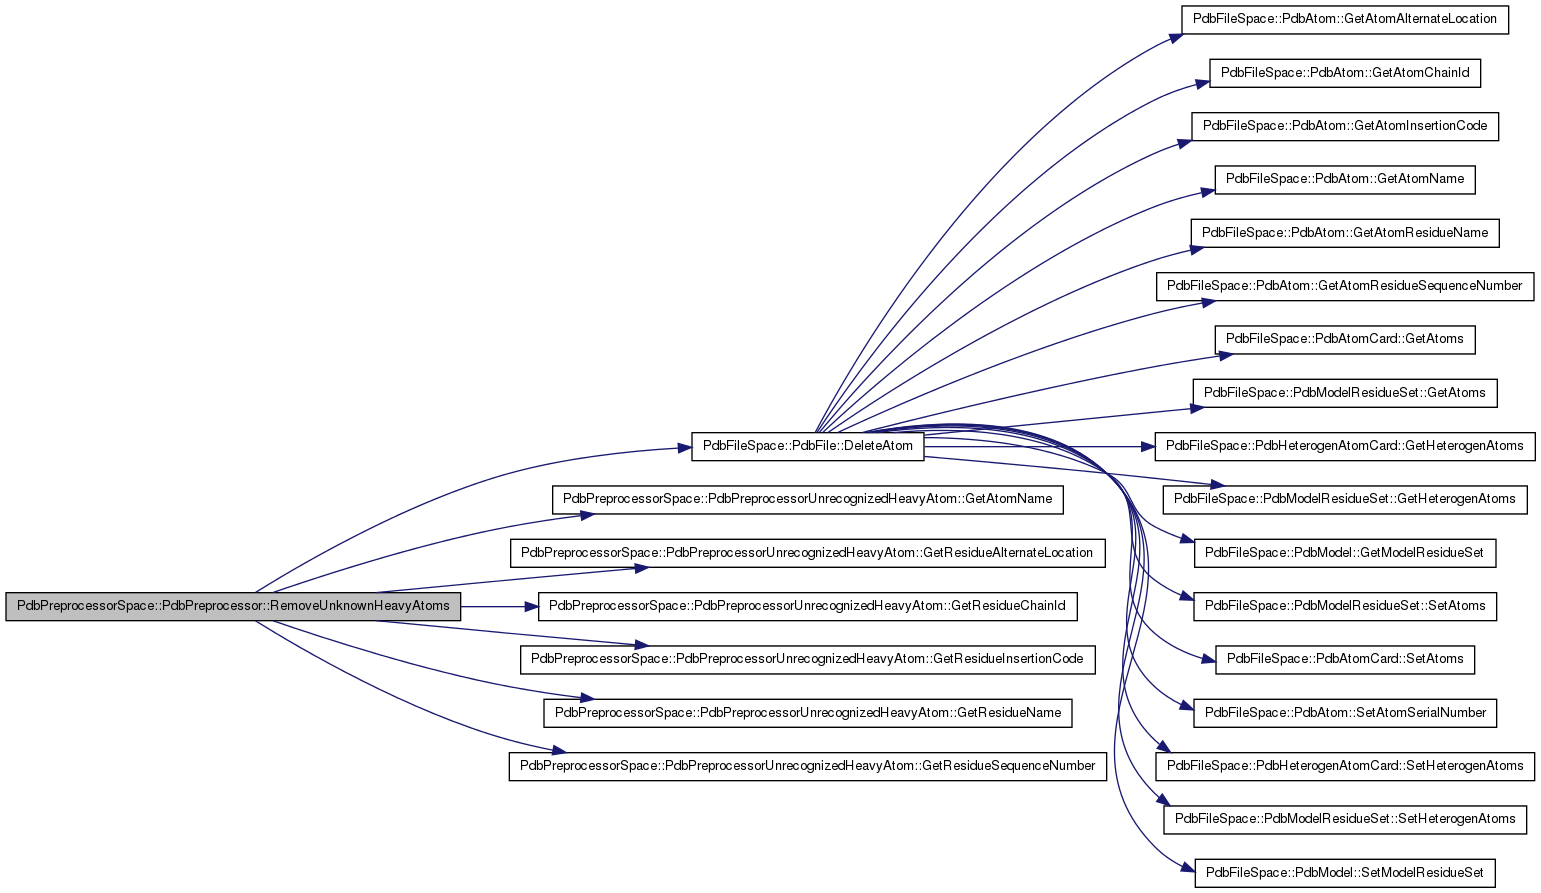 PdbFileSpace::PdbAtom::GetAtomAlternateLocation
PdbFileSpace::PdbAtom::GetAtomChainId
PdbFileSpace::PdbAtom::GetAtomInsertionCode
PdbFileSpace::PdbAtom::GetAtomName
PdbFileSpace::PdbAtom::GetAtomResidueName
PdbFileSpace::PdbAtom::GetAtomResidueSequenceNumber
PdbFileSpace::PdbAtomCard::GetAtoms
PdbFileSpace::PdbModelResidueSet::GetAtoms
PdbFileSpace::PdbFile::DeleteAtom
PdbFileSpace::PdbHeterogenAtomCard::GetHeterogenAtoms
PdbPreprocessorSpace::PdbPreprocessorUnrecognizedHeavyAtom::GetAtomName
PdbFileSpace::PdbModelResidueSet::GetHeterogenAtoms
PdbPreprocessorSpace::PdbPreprocessorUnrecognizedHeavyAtom::GetResidueAlternateLocation
PdbFileSpace::PdbModel::GetModelResidueSet
PdbPreprocessorSpace::PdbPreprocessor::RemoveUnknownHeavyAtoms
PdbPreprocessorSpace::PdbPreprocessorUnrecognizedHeavyAtom::GetResidueChainId
PdbFileSpace::PdbModelResidueSet::SetAtoms
PdbPreprocessorSpace::PdbPreprocessorUnrecognizedHeavyAtom::GetResidueInsertionCode
PdbFileSpace::PdbAtomCard::SetAtoms
PdbPreprocessorSpace::PdbPreprocessorUnrecognizedHeavyAtom::GetResidueName
PdbFileSpace::PdbAtom::SetAtomSerialNumber
PdbPreprocessorSpace::PdbPreprocessorUnrecognizedHeavyAtom::GetResidueSequenceNumber
PdbFileSpace::PdbHeterogenAtomCard::SetHeterogenAtoms
PdbFileSpace::PdbModelResidueSet::SetHeterogenAtoms
PdbFileSpace::PdbModel::SetModelResidueSet